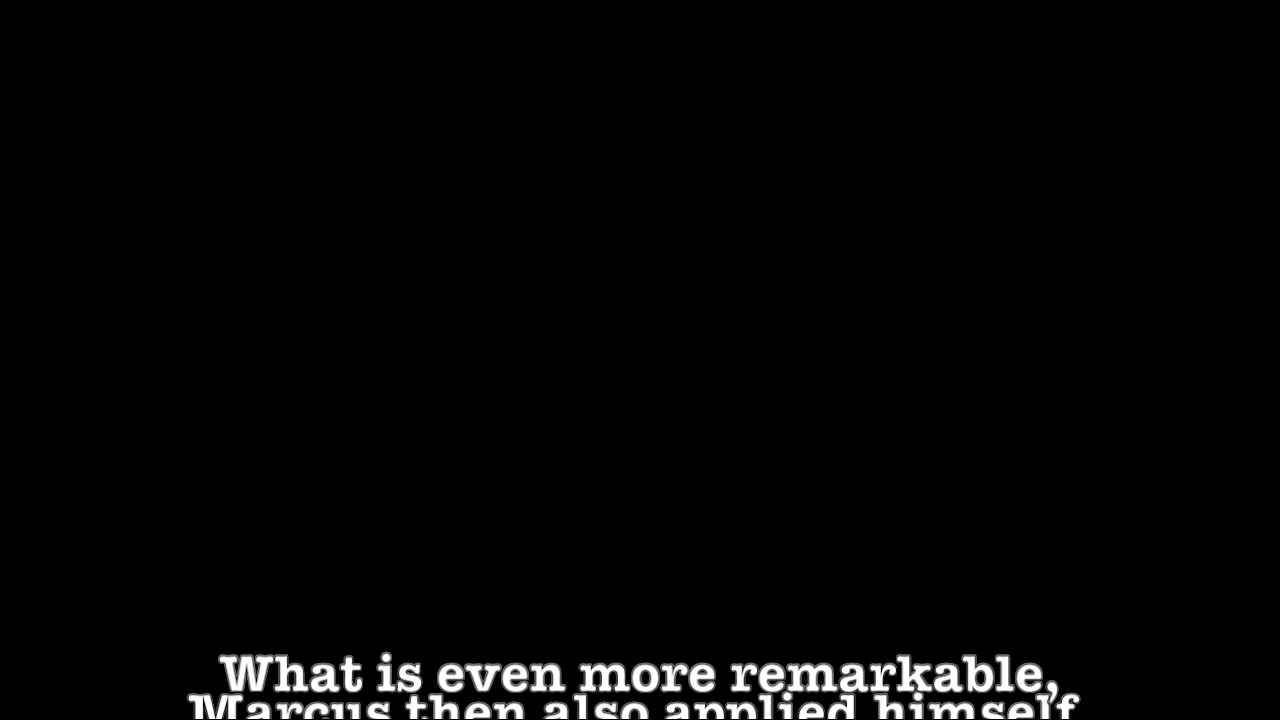 What is even more remarkable,
Marcus then also applied himself